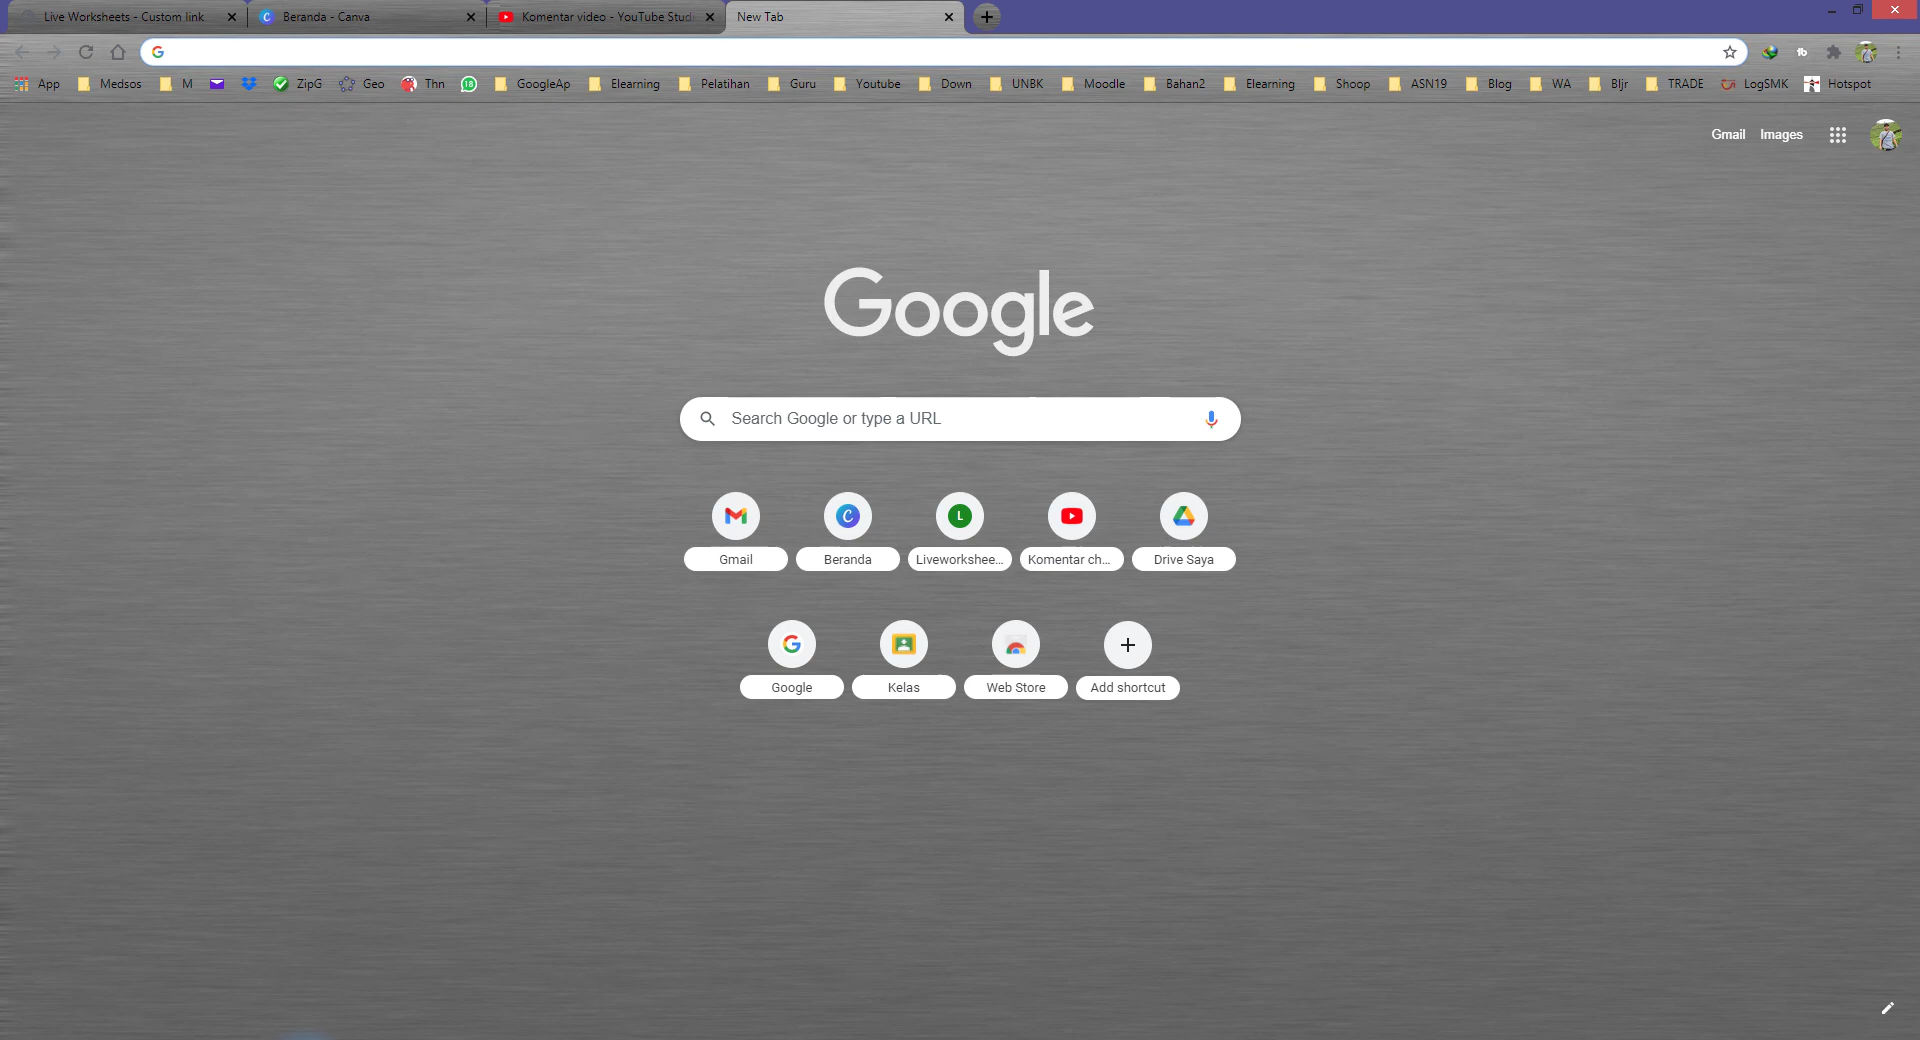 Live Worksheets - Custom link
Beranda - Canva
Komentar video - YouTube Studi
New Tab
App Medsos M ZipG Geo Thn 18 GoogleAp Elearning Pelatihan Guru Youtube Down UNBK Moodle Bahan2 Elearning Shoop ASN19 Blog WA Bljr TRADE LogSMK Hotspot
Gmail Images
Google
Search Google or type a URL
Gmail Beranda Liveworkshee... Komentar ch... Drive Saya
Google Kelas Web Store Add shortcut